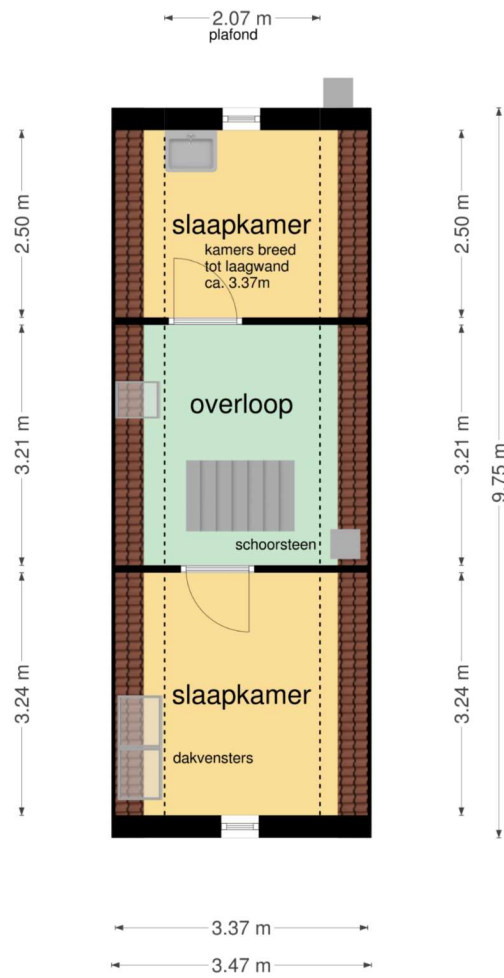 2.07 m
plafond
2.50 m
2.50 m
slaapkamer
kamers breed
tot laagwand
ca. 3.37m
3.21 m
overloop
3.21 m
9.75 m
schoorsteen
3.24 m
slaapkamer
3.24 m
dakvensters
3.37 m
3.47 m